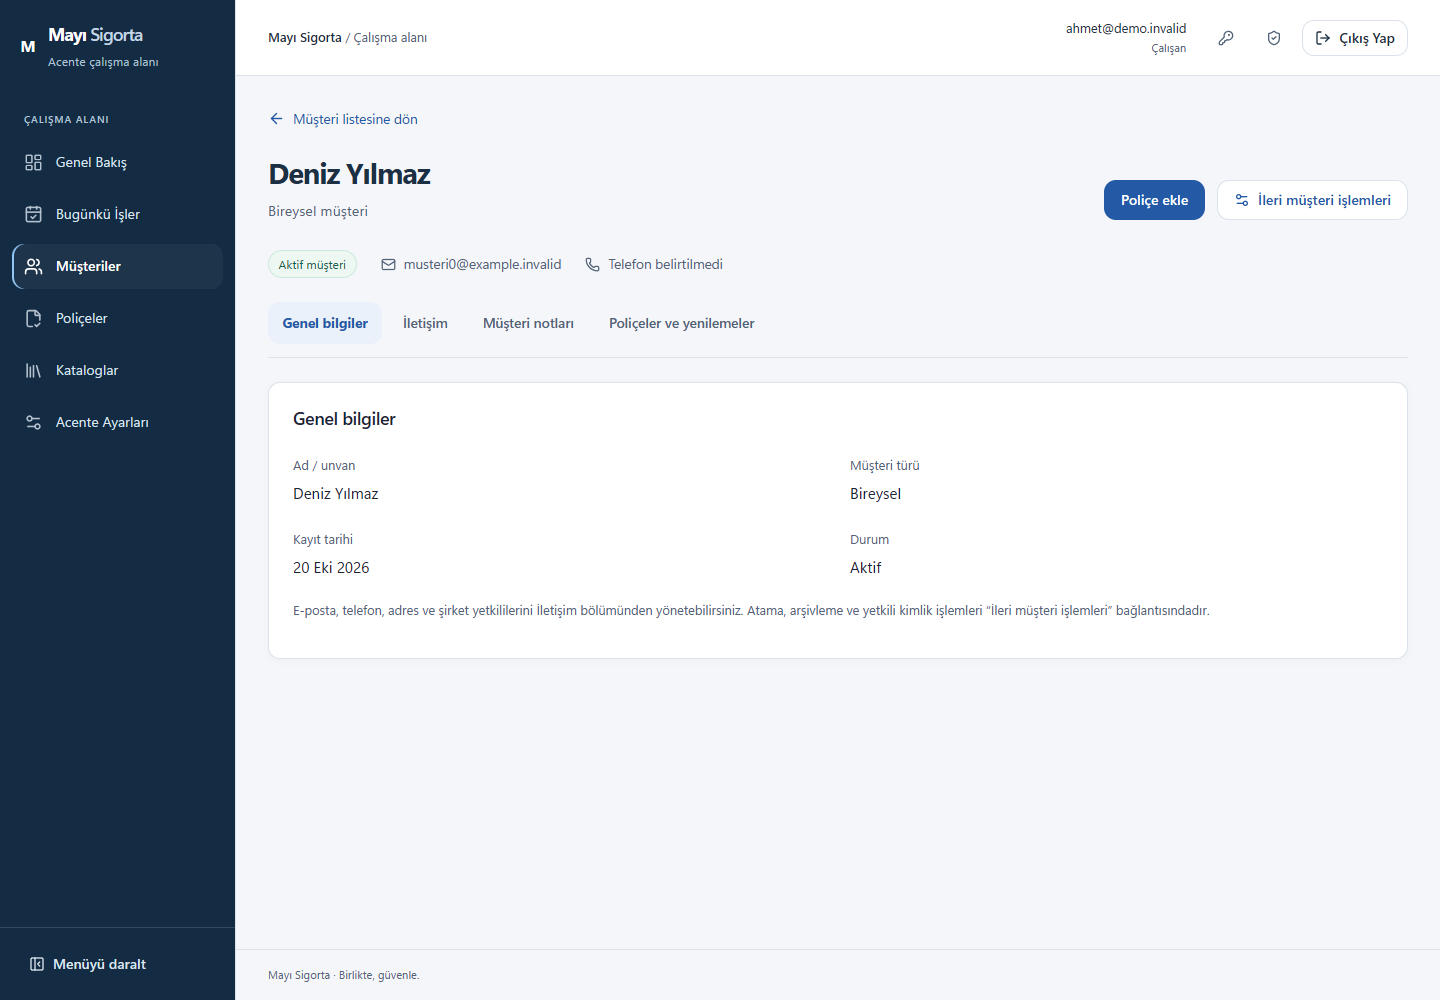 M
Mayı Sigorta
Acente çalışma alanı
ÇALIŞMA ALANI
Genel Bakış
Bugünkü İşler
Müşteriler
Poliçeler
Kataloglar
Acente Ayarları
Menüyü daralt
Mayı Sigorta / Çalışma alanı
ahmet@demo.invalid
Çalışan
Çıkış Yap
Müşteri listesine dön
Deniz Yılmaz
Bireysel müşteri
Poliçe ekle
İleri müşteri işlemleri
Aktif müşteri
musteri0@example.invalid
Telefon belirtilmedi
Genel bilgiler
İletişim
Müşteri notları
Poliçeler ve yenilemeler
Genel bilgiler
Ad / unvan
Deniz Yılmaz
Müşteri türü
Bireysel
Kayıt tarihi
20 Eki 2026
Durum
Aktif
E-posta, telefon, adres ve şirket yetkililerini İletişim bölümünden yönetebilirsiniz. Atama, arşivleme ve yetkili kimlik işlemleri “İleri müşteri işlemleri” bağlantısındadır.
Mayı Sigorta · Birlikte, güvenle.